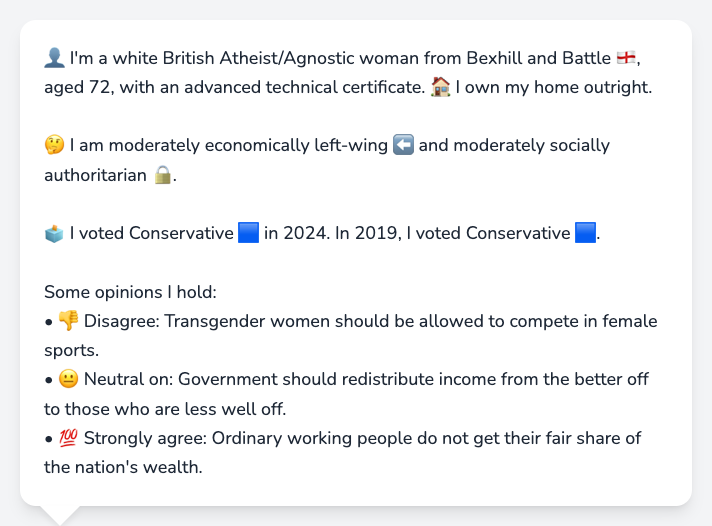 👤 I'm a white British Atheist/Agnostic woman from Bexhill and Battle 🏴󠁧󠁢󠁥󠁮󠁧󠁿,
aged 72, with an advanced technical certificate. 🏠 I own my home outright.
🤔 I am moderately economically left-wing ⬅️ and moderately socially
authoritarian 🔒.
🗳️ I voted Conservative 🟦 in 2024. In 2019, I voted Conservative 🟦.
Some opinions I hold:
• 👎 Disagree: Transgender women should be allowed to compete in female
sports.
• 😐 Neutral on: Government should redistribute income from the better off
to those who are less well off.
• 💯 Strongly agree: Ordinary working people do not get their fair share of
the nation's wealth.